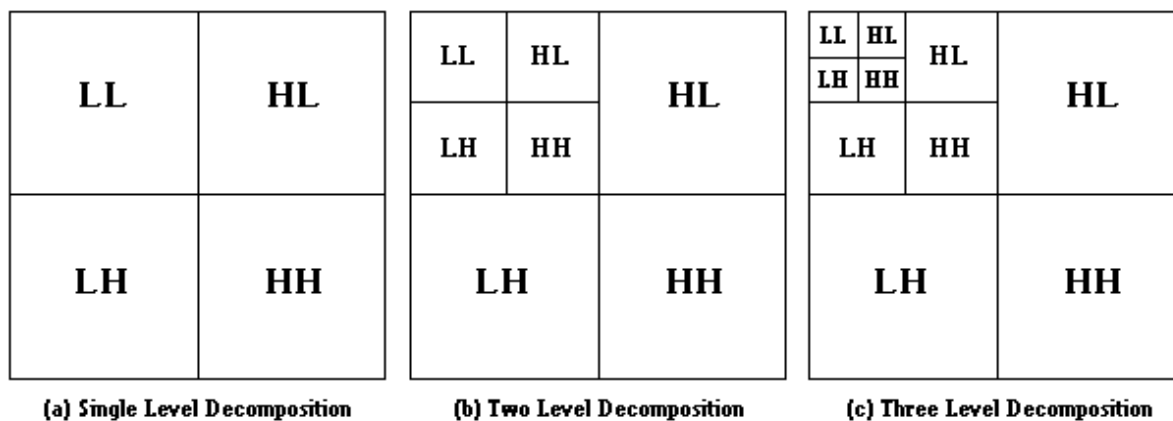 LL HL
LH HH
(a) Single Level Decomposition
LL HL
HL
LH HH
LH HH
(b) Two Level Decomposition
LL HL
HL
HL
LH HH
LH HH
LH HH
(c) Three Level Decomposition